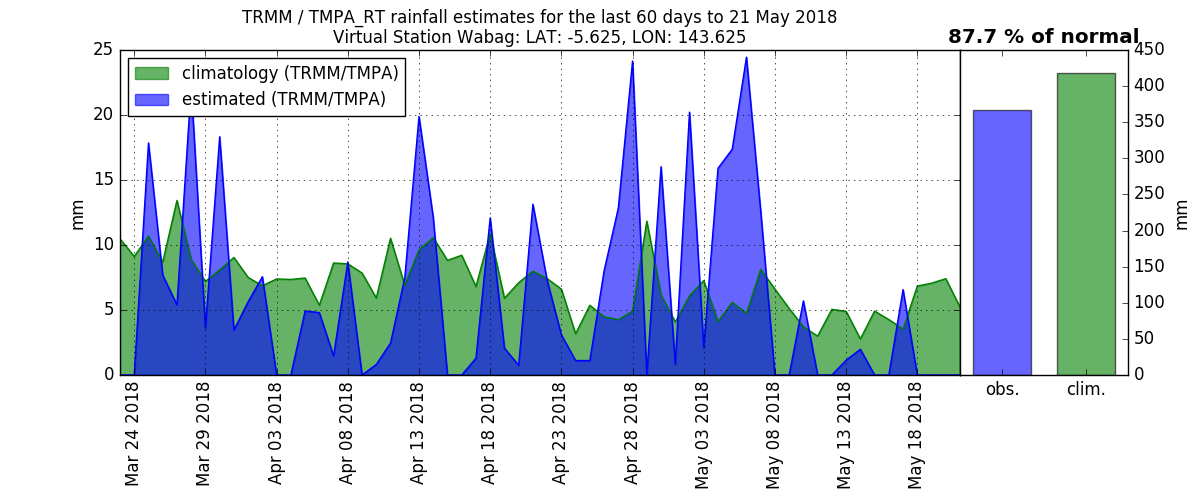 TRMM / TMPA_RT rainfall estimates for the last 60 days to 21 May 2018
Virtual Station Wabag: LAT: -5.625, LON: 143.625
87.7 % of normal
climatology (TRMM/TMPA)
estimated (TRMM/TMPA)
25
20
15
10
5
0
mm
450
400
350
300
250
200
150
100
50
0
mm
Mar 24 2018
Mar 29 2018
Apr 03 2018
Apr 08 2018
Apr 13 2018
Apr 18 2018
Apr 23 2018
Apr 28 2018
May 03 2018
May 08 2018
May 13 2018
May 18 2018
obs.
clim.